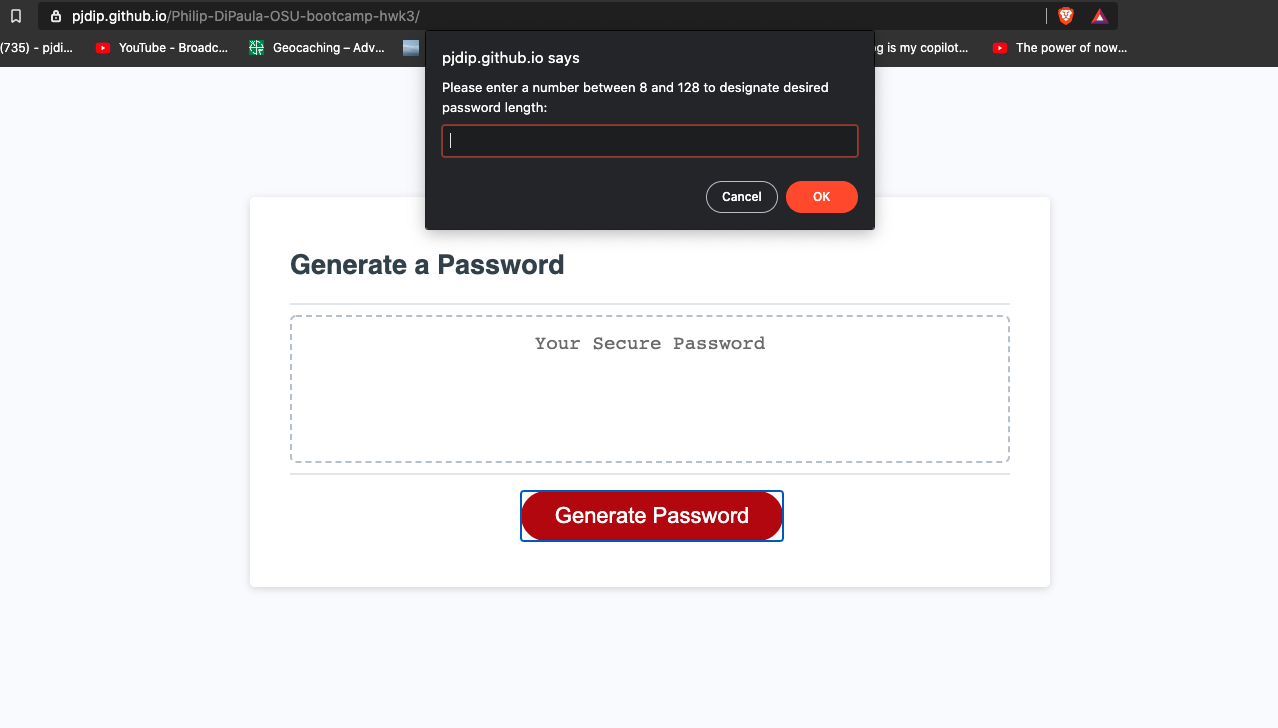 pjdip.github.io/Philip-DiPaula-OSU-bootcamp-hwk3/
(735) - pjdi... YouTube - Broadc... Geocaching – Adv... g is my copilot... The power of now...
pjdip.github.io says
Please enter a number between 8 and 128 to designate desired
password length:
Cancel OK
Generate a Password
Your Secure Password
Generate Password